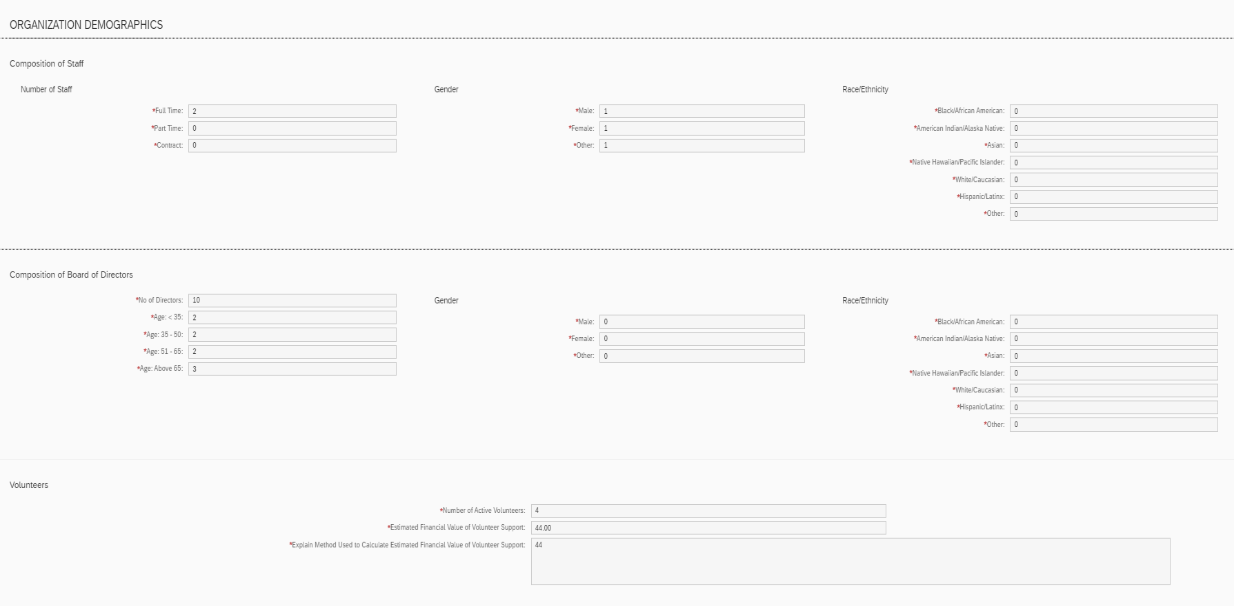 ORGANIZATION DEMOGRAPHICS
Composition of Staff
Number of Staff
*Full Time: 2
*Part Time: 0
*Contract: 0
Gender
*Male: 1
*Female: 1
*Other: 1
Race/Ethnicity
*Black/African American: 0
*American Indian/Alaska Native: 0
*Asian: 0
*Native Hawaiian/Pacific Islander: 0
*White/Caucasian: 0
*Hispanic/Latinx: 0
*Other: 0
Composition of Board of Directors
*No of Directors: 10
*Age: < 35: 2
*Age: 35 - 50: 2
*Age: 51 - 65: 2
*Age: Above 65: 3
Gender
*Male: 0
*Female: 0
*Other: 0
Race/Ethnicity
*Black/African American: 0
*American Indian/Alaska Native: 0
*Asian: 0
*Native Hawaiian/Pacific Islander: 0
*White/Caucasian: 0
*Hispanic/Latinx: 0
*Other: 0
Volunteers
*Number of Active Volunteers: 4
*Estimated Financial Value of Volunteer Support: 44.00
*Explain Method Used to Calculate Estimated Financial Value of Volunteer Support: 44